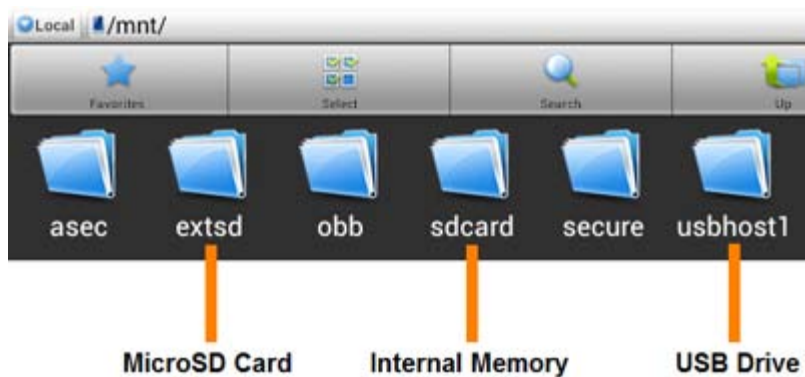 Local /mnt/
Favorites Select Search Up
asec extsd obb sdcard secure usbhost1
MicroSD Card Internal Memory USB Drive